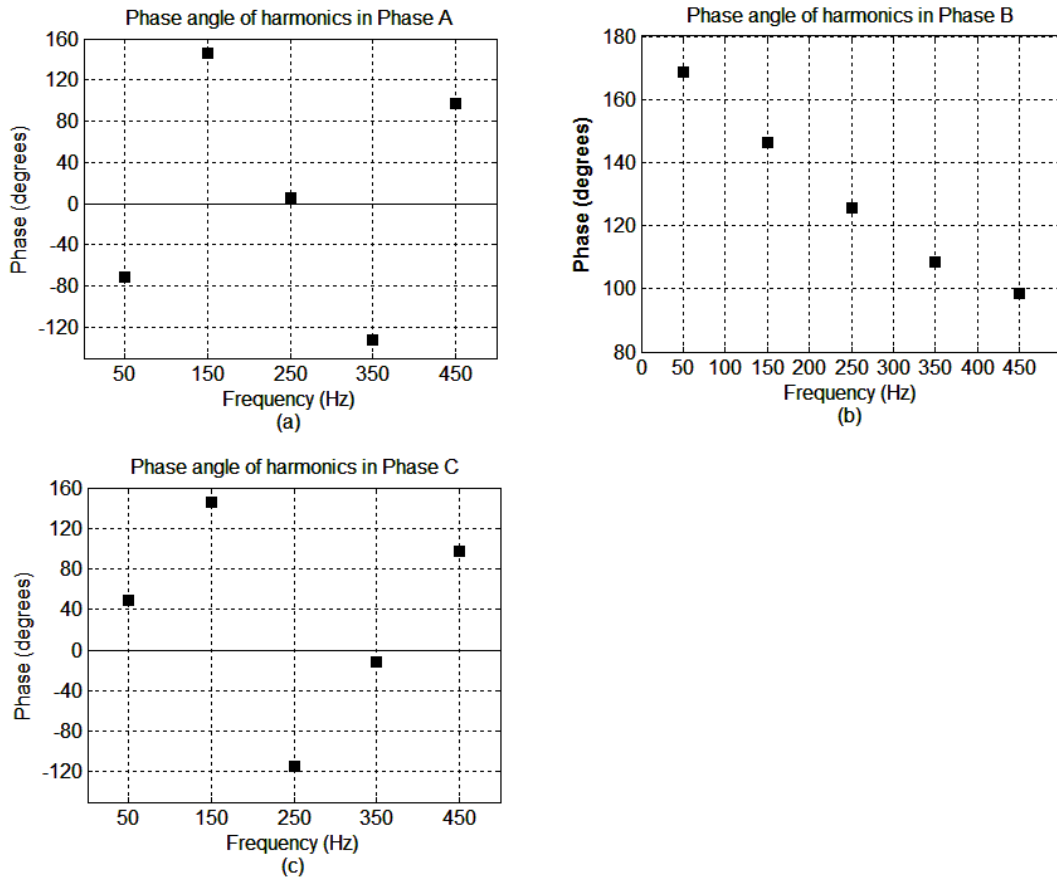 Phase angle of harmonics in Phase A
160
120
80
40
0
-40
-80
-120
Phase (degrees)
50 150 250 350 450
Frequency (Hz)
(a)
Phase angle of harmonics in Phase B
180
160
140
120
100
80
Phase (degrees)
0 50 100 150 200 250 300 350 400 450
Frequency (Hz)
(b)
Phase angle of harmonics in Phase C
160
120
80
40
0
-40
-80
-120
Phase (degrees)
50 150 250 350 450
Frequency (Hz)
(c)